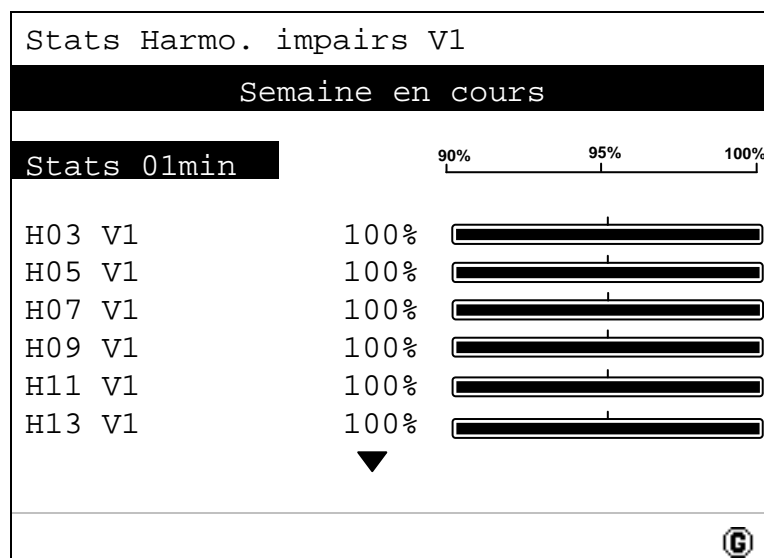 Stats Harmo. impairs V1
Semaine en cours
Stats 01min 90% 95% 100%
H03 V1 100%
H05 V1 100%
H07 V1 100%
H09 V1 100%
H11 V1 100%
H13 V1 100%
G